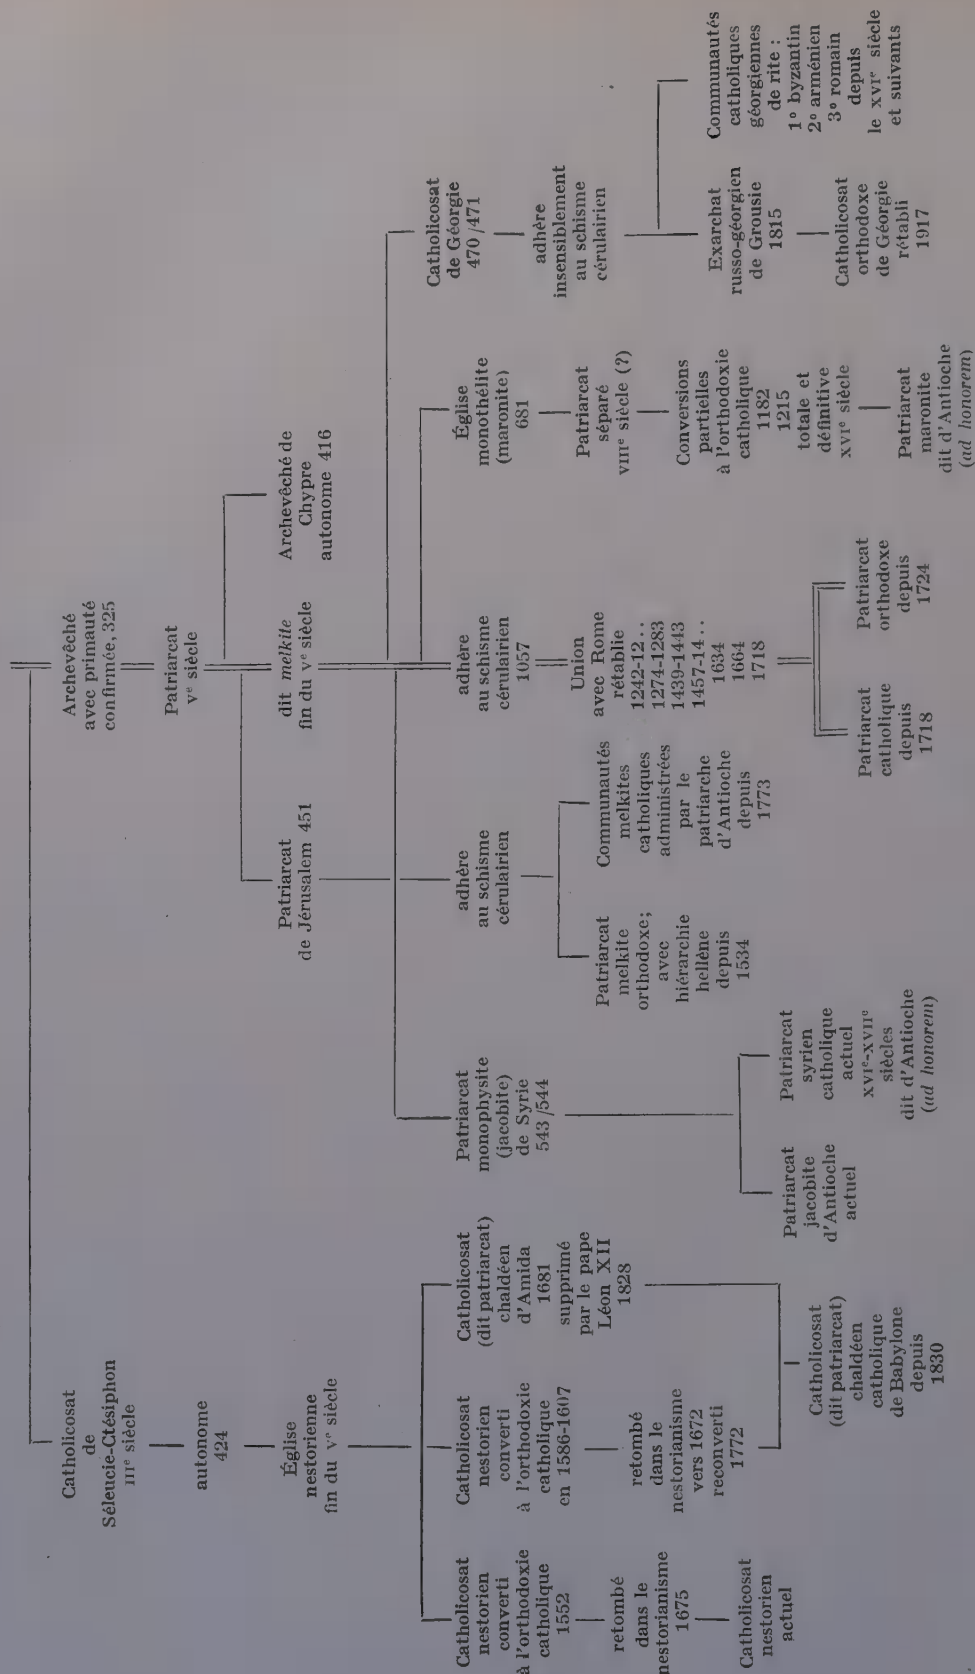 Archevêché
avec primauté
confirmée, 325
Patriarcat
vᵉ siècle
Catholicosat
de
Séleucie-Ctésiphon
IIIᵉ siècle
autonome
424
Église
nestorienne
fin du vᵉ siècle
Catholicosat
nestorien
converti
à l'orthodoxie
catholique
1552
retombé
dans le
nestorianisme
1675
Catholicosat
nestorien
actuel
Catholicosat
nestorien
converti
à l'orthodoxie
catholique
en 1586-1607
retombé
dans le
nestorianisme
vers 1672
reconverti
1772
Catholicosat
(dit patriarcat)
chaldéen
d'Amida
1681
supprimé
par le pape
Léon XII
1828
Catholicosat
(dit patriarcat)
chaldéen
catholique
de Babylone
depuis
1830
Patriarcat
de Jérusalem 451
dit melkite
fin du vᵉ siècle
Archevêché de
Chypre
autonome 416
Patriarcat
monophysite
(jacobite)
de Syrie
543/544
Patriarcat
jacobite
d'Antioche
actuel
Patriarcat
syrien
catholique
actuel
XVIᵉ-XVIIᵉ
siècles
dit d'Antioche
(ad honorem)
adhère
au schisme
cérulairien
Patriarcat
melkite
orthodoxe;
avec
hiérarchie
hellène
depuis
1534
Communautés
melkites
catholiques
administrées
par le
patriarche
d'Antioche
depuis
1773
adhère
au schisme
cérulairien
1057
Union
avec Rome
rétablie
1242-12..
1274-1283
1439-1443
1457-14..
1634
1664
1718
Patriarcat
catholique
depuis
1718
Patriarcat
orthodoxe
depuis
1724
Église
monothélite
(maronite)
681
Patriarcat
séparé
VIIIᵉ siècle (?)
Conversions
partielles
à l'orthodoxie
catholique
1182
1215
totale et
définitive
XVIᵉ siècle
Patriarcat
maronite
dit d'Antioche
(ad honorem)
Catholicosat
de Géorgie
470/471
adhère
insensiblement
au schisme
cérulairien
Exarchat
russo-géorgien
de Grousie
1815
Catholicosat
orthodoxe
de Géorgie
rétabli
1917
Communautés
catholiques
géorgiennes
de rite :
1º byzantin
2º arménien
3º romain
depuis
le XVIᵉ siècle
et suivants